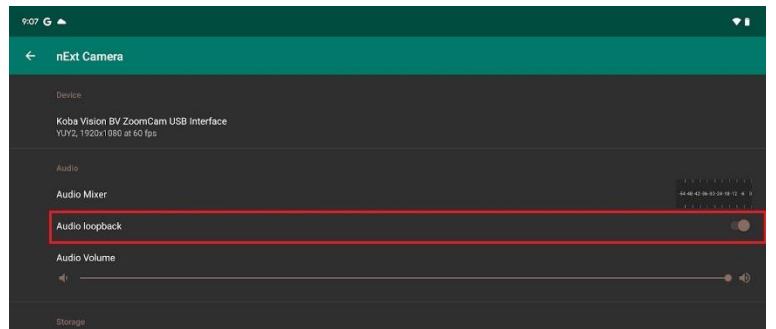 9:07 G
nExt Camera
Device
Koba Vision BV ZoomCam USB Interface
YUY2, 1920x1080 at 60 fps
Audio
Audio Mixer
Audio loopback
Audio Volume
Storage